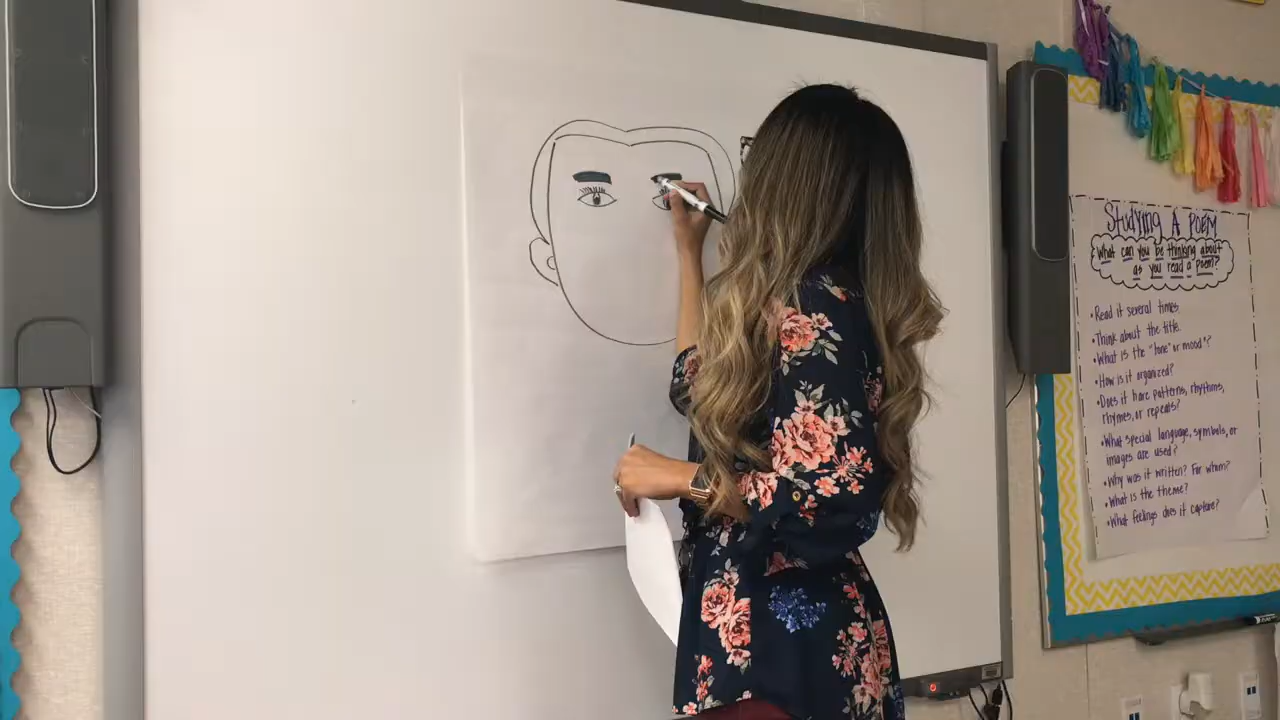 Studying A Poem
What can you be thinking about
as you read a poem?
• Read it several times.
• Think about the title.
• What is the "tone" or mood"?
• How is it organized?
• Does it have patterns, rhythms,
rhymes, or repeats?
• What special language, symbols, or
images are used?
• Why was it written? For whom?
• What is the theme?
• What feelings does it capture?